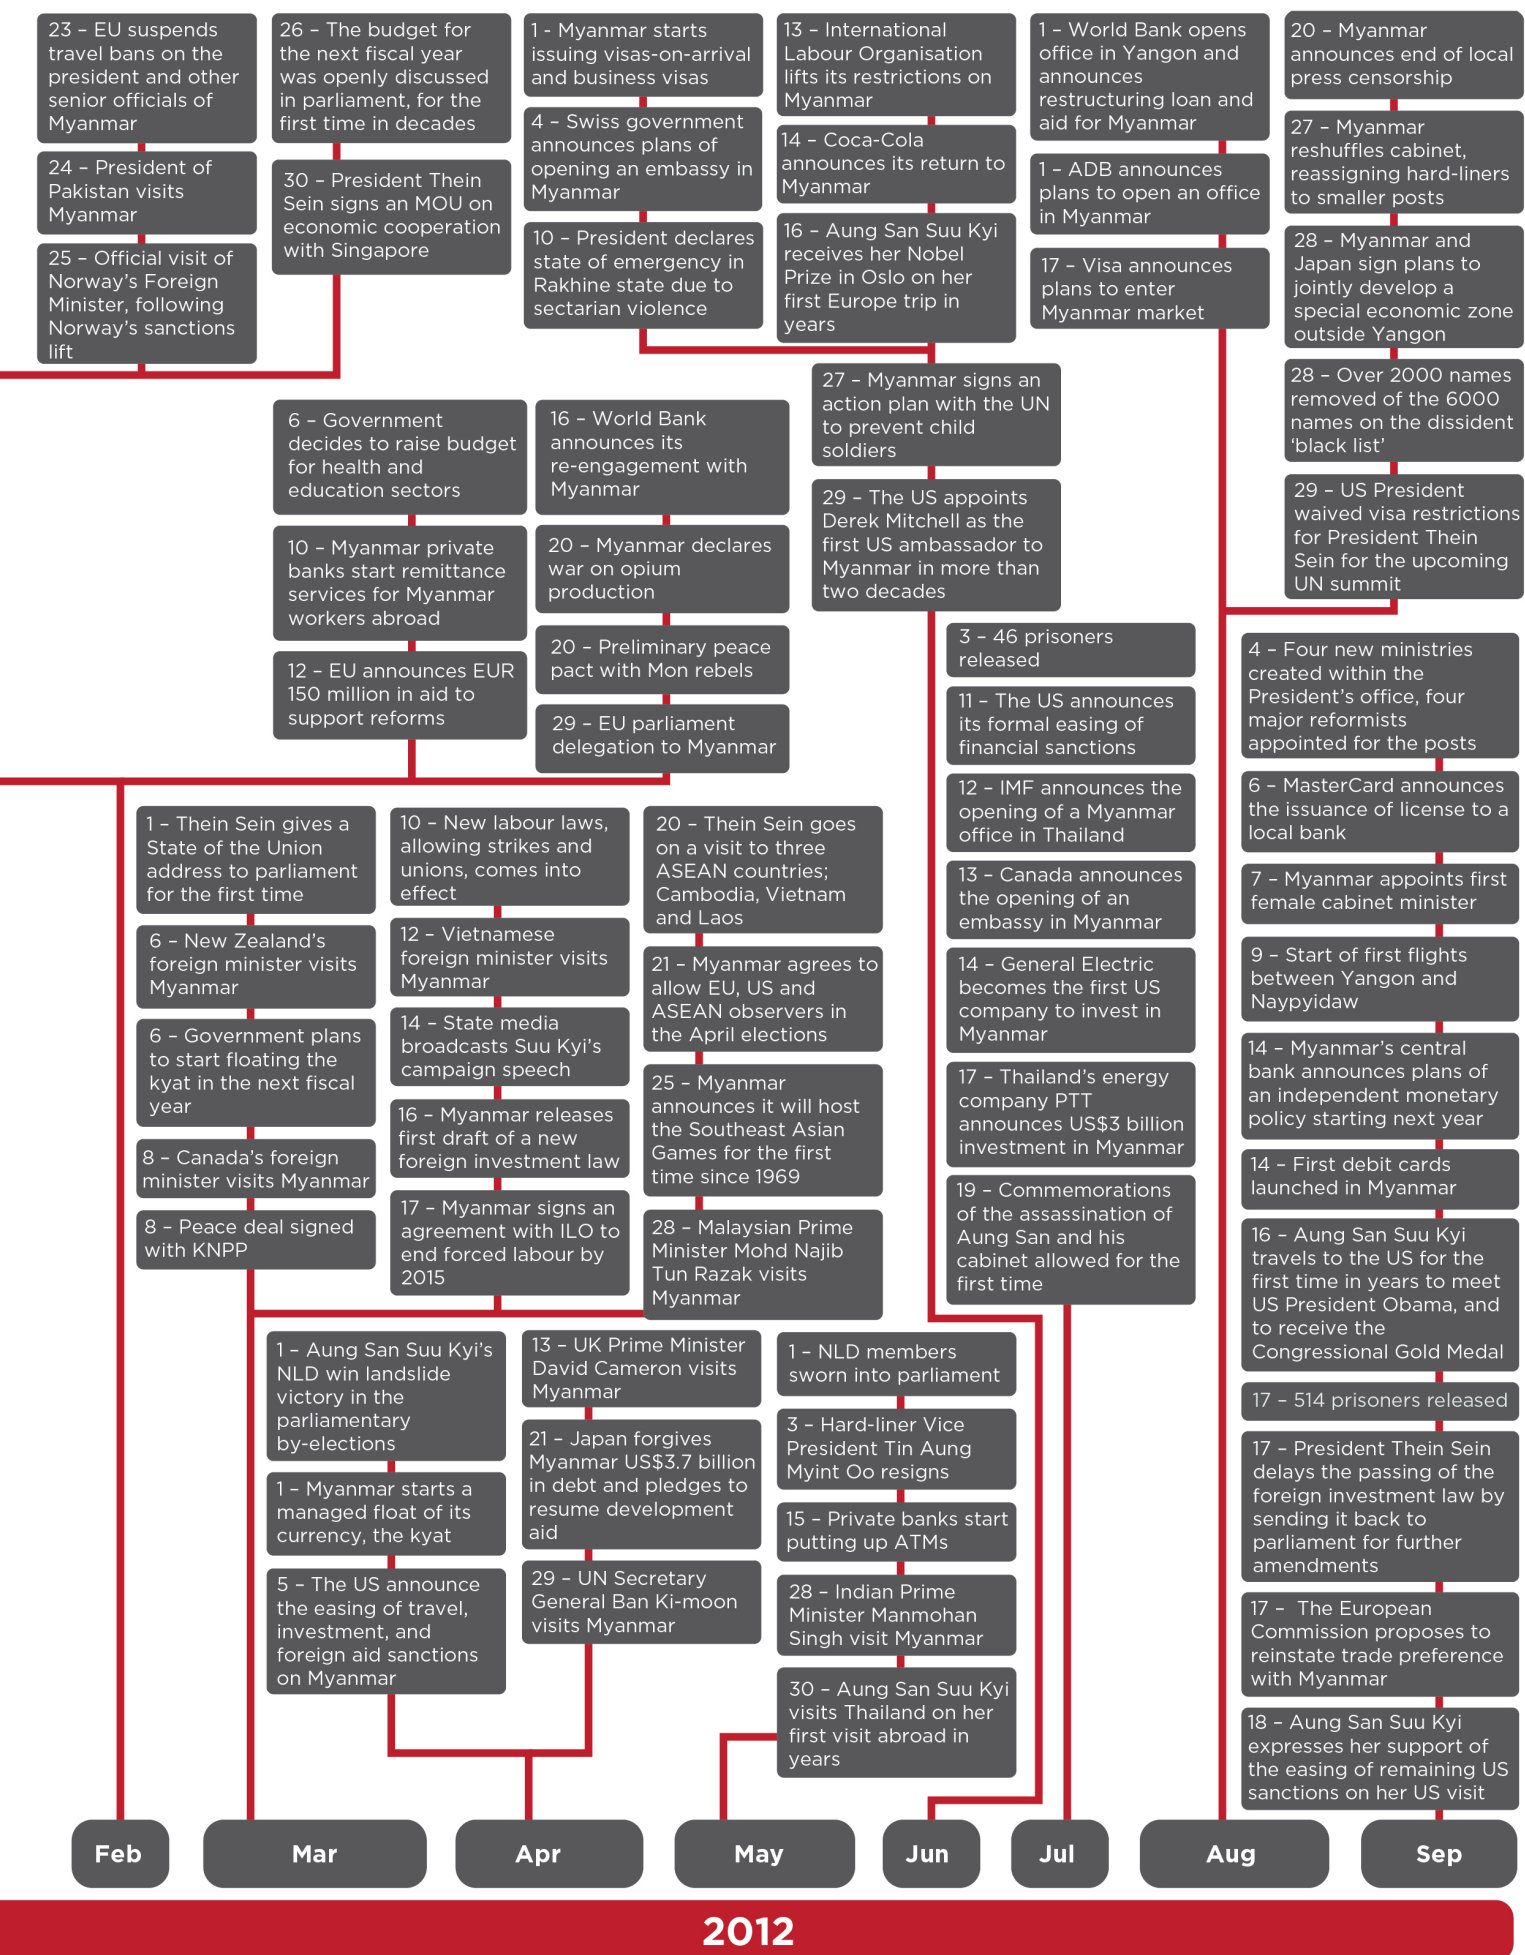 23 – EU suspends
travel bans on the
president and other
senior officials of
Myanmar
24 – President of
Pakistan visits
Myanmar
25 – Official visit of
Norway’s Foreign
Minister, following
Norway’s sanctions
lift
26 – The budget for
the next fiscal year
was openly discussed
in parliament, for the
first time in decades
30 – President Thein
Sein signs an MOU on
economic cooperation
with Singapore
1 - Myanmar starts
issuing visas-on-arrival
and business visas
4 – Swiss government
announces plans of
opening an embassy in
Myanmar
10 – President declares
state of emergency in
Rakhine state due to
sectarian violence
13 – International
Labour Organisation
lifts its restrictions on
Myanmar
14 – Coca-Cola
announces its return to
Myanmar
16 – Aung San Suu Kyi
receives her Nobel
Prize in Oslo on her
first Europe trip in
years
27 – Myanmar signs an
action plan with the UN
to prevent child
soldiers
29 – The US appoints
Derek Mitchell as the
first US ambassador to
Myanmar in more than
two decades
1 – World Bank opens
office in Yangon and
announces
restructuring loan and
aid for Myanmar
1 – ADB announces
plans to open an office
in Myanmar
17 – Visa announces
plans to enter
Myanmar market
20 – Myanmar
announces end of local
press censorship
27 – Myanmar
reshuffles cabinet,
reassigning hard-liners
to smaller posts
28 – Myanmar and
Japan sign plans to
jointly develop a
special economic zone
outside Yangon
28 – Over 2000 names
removed of the 6000
names on the dissident
‘black list’
29 – US President
waived visa restrictions
for President Thein
Sein for the upcoming
UN summit
6 – Government
decides to raise budget
for health and
education sectors
10 – Myanmar private
banks start remittance
services for Myanmar
workers abroad
12 – EU announces EUR
150 million in aid to
support reforms
16 – World Bank
announces its
re-engagement with
Myanmar
20 – Myanmar declares
war on opium
production
20 – Preliminary peace
pact with Mon rebels
29 – EU parliament
delegation to Myanmar
1 – Thein Sein gives a
State of the Union
address to parliament
for the first time
6 – New Zealand’s
foreign minister visits
Myanmar
6 – Government plans
to start floating the
kyat in the next fiscal
year
8 – Canada’s foreign
minister visits Myanmar
8 – Peace deal signed
with KNPP
10 – New labour laws,
allowing strikes and
unions, comes into
effect
12 – Vietnamese
foreign minister visits
Myanmar
14 – State media
broadcasts Suu Kyi’s
campaign speech
16 – Myanmar releases
first draft of a new
foreign investment law
17 – Myanmar signs an
agreement with ILO to
end forced labour by
2015
20 – Thein Sein goes
on a visit to three
ASEAN countries;
Cambodia, Vietnam
and Laos
21 – Myanmar agrees to
allow EU, US and
ASEAN observers in
the April elections
25 – Myanmar
announces it will host
the Southeast Asian
Games for the first
time since 1969
28 – Malaysian Prime
Minister Mohd Najib
Tun Razak visits
Myanmar
3 – 46 prisoners
released
11 – The US announces
its formal easing of
financial sanctions
12 – IMF announces the
opening of a Myanmar
office in Thailand
13 – Canada announces
the opening of an
embassy in Myanmar
14 – General Electric
becomes the first US
company to invest in
Myanmar
17 – Thailand’s energy
company PTT
announces US$3 billion
investment in Myanmar
19 – Commemorations
of the assassination of
Aung San and his
cabinet allowed for the
first time
4 – Four new ministries
created within the
President’s office, four
major reformists
appointed for the posts
6 – MasterCard announces
the issuance of license to a
local bank
7 – Myanmar appoints first
female cabinet minister
9 – Start of first flights
between Yangon and
Naypyidaw
14 – Myanmar’s central
bank announces plans of
an independent monetary
policy starting next year
14 – First debit cards
launched in Myanmar
16 – Aung San Suu Kyi
travels to the US for the
first time in years to meet
US President Obama, and
to receive the
Congressional Gold Medal
17 – 514 prisoners released
17 – President Thein Sein
delays the passing of the
foreign investment law by
sending it back to
parliament for further
amendments
17 – The European
Commission proposes to
reinstate trade preference
with Myanmar
18 – Aung San Suu Kyi
expresses her support of
the easing of remaining US
sanctions on her US visit
1 – Aung San Suu Kyi’s
NLD win landslide
victory in the
parliamentary
by-elections
1 – Myanmar starts a
managed float of its
currency, the kyat
5 – The US announce
the easing of travel,
investment, and
foreign aid sanctions
on Myanmar
13 – UK Prime Minister
David Cameron visits
Myanmar
21 – Japan forgives
Myanmar US$3.7 billion
in debt and pledges to
resume development
aid
29 – UN Secretary
General Ban Ki-moon
visits Myanmar
1 – NLD members
sworn into parliament
3 – Hard-liner Vice
President Tin Aung
Myint Oo resigns
15 – Private banks start
putting up ATMs
28 – Indian Prime
Minister Manmohan
Singh visit Myanmar
30 – Aung San Suu Kyi
visits Thailand on her
first visit abroad in
years
Feb
Mar
Apr
May
Jun
Jul
Aug
Sep
2012